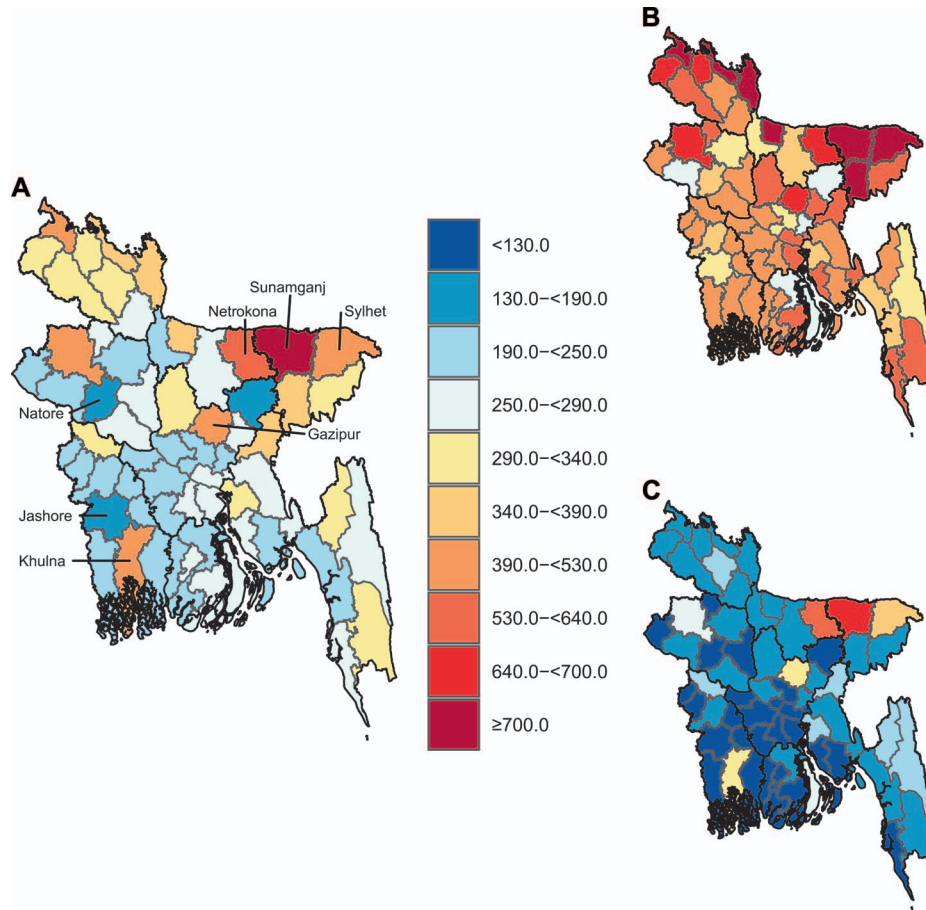 B
A
Sunamganj
Netrokona
Sylhet
Natore
Gazipur
Jashore
Khulna
<130.0
130.0–<190.0
190.0–<250.0
250.0–<290.0
290.0–<340.0
340.0–<390.0
390.0–<530.0
530.0–<640.0
640.0–<700.0
≥700.0
C